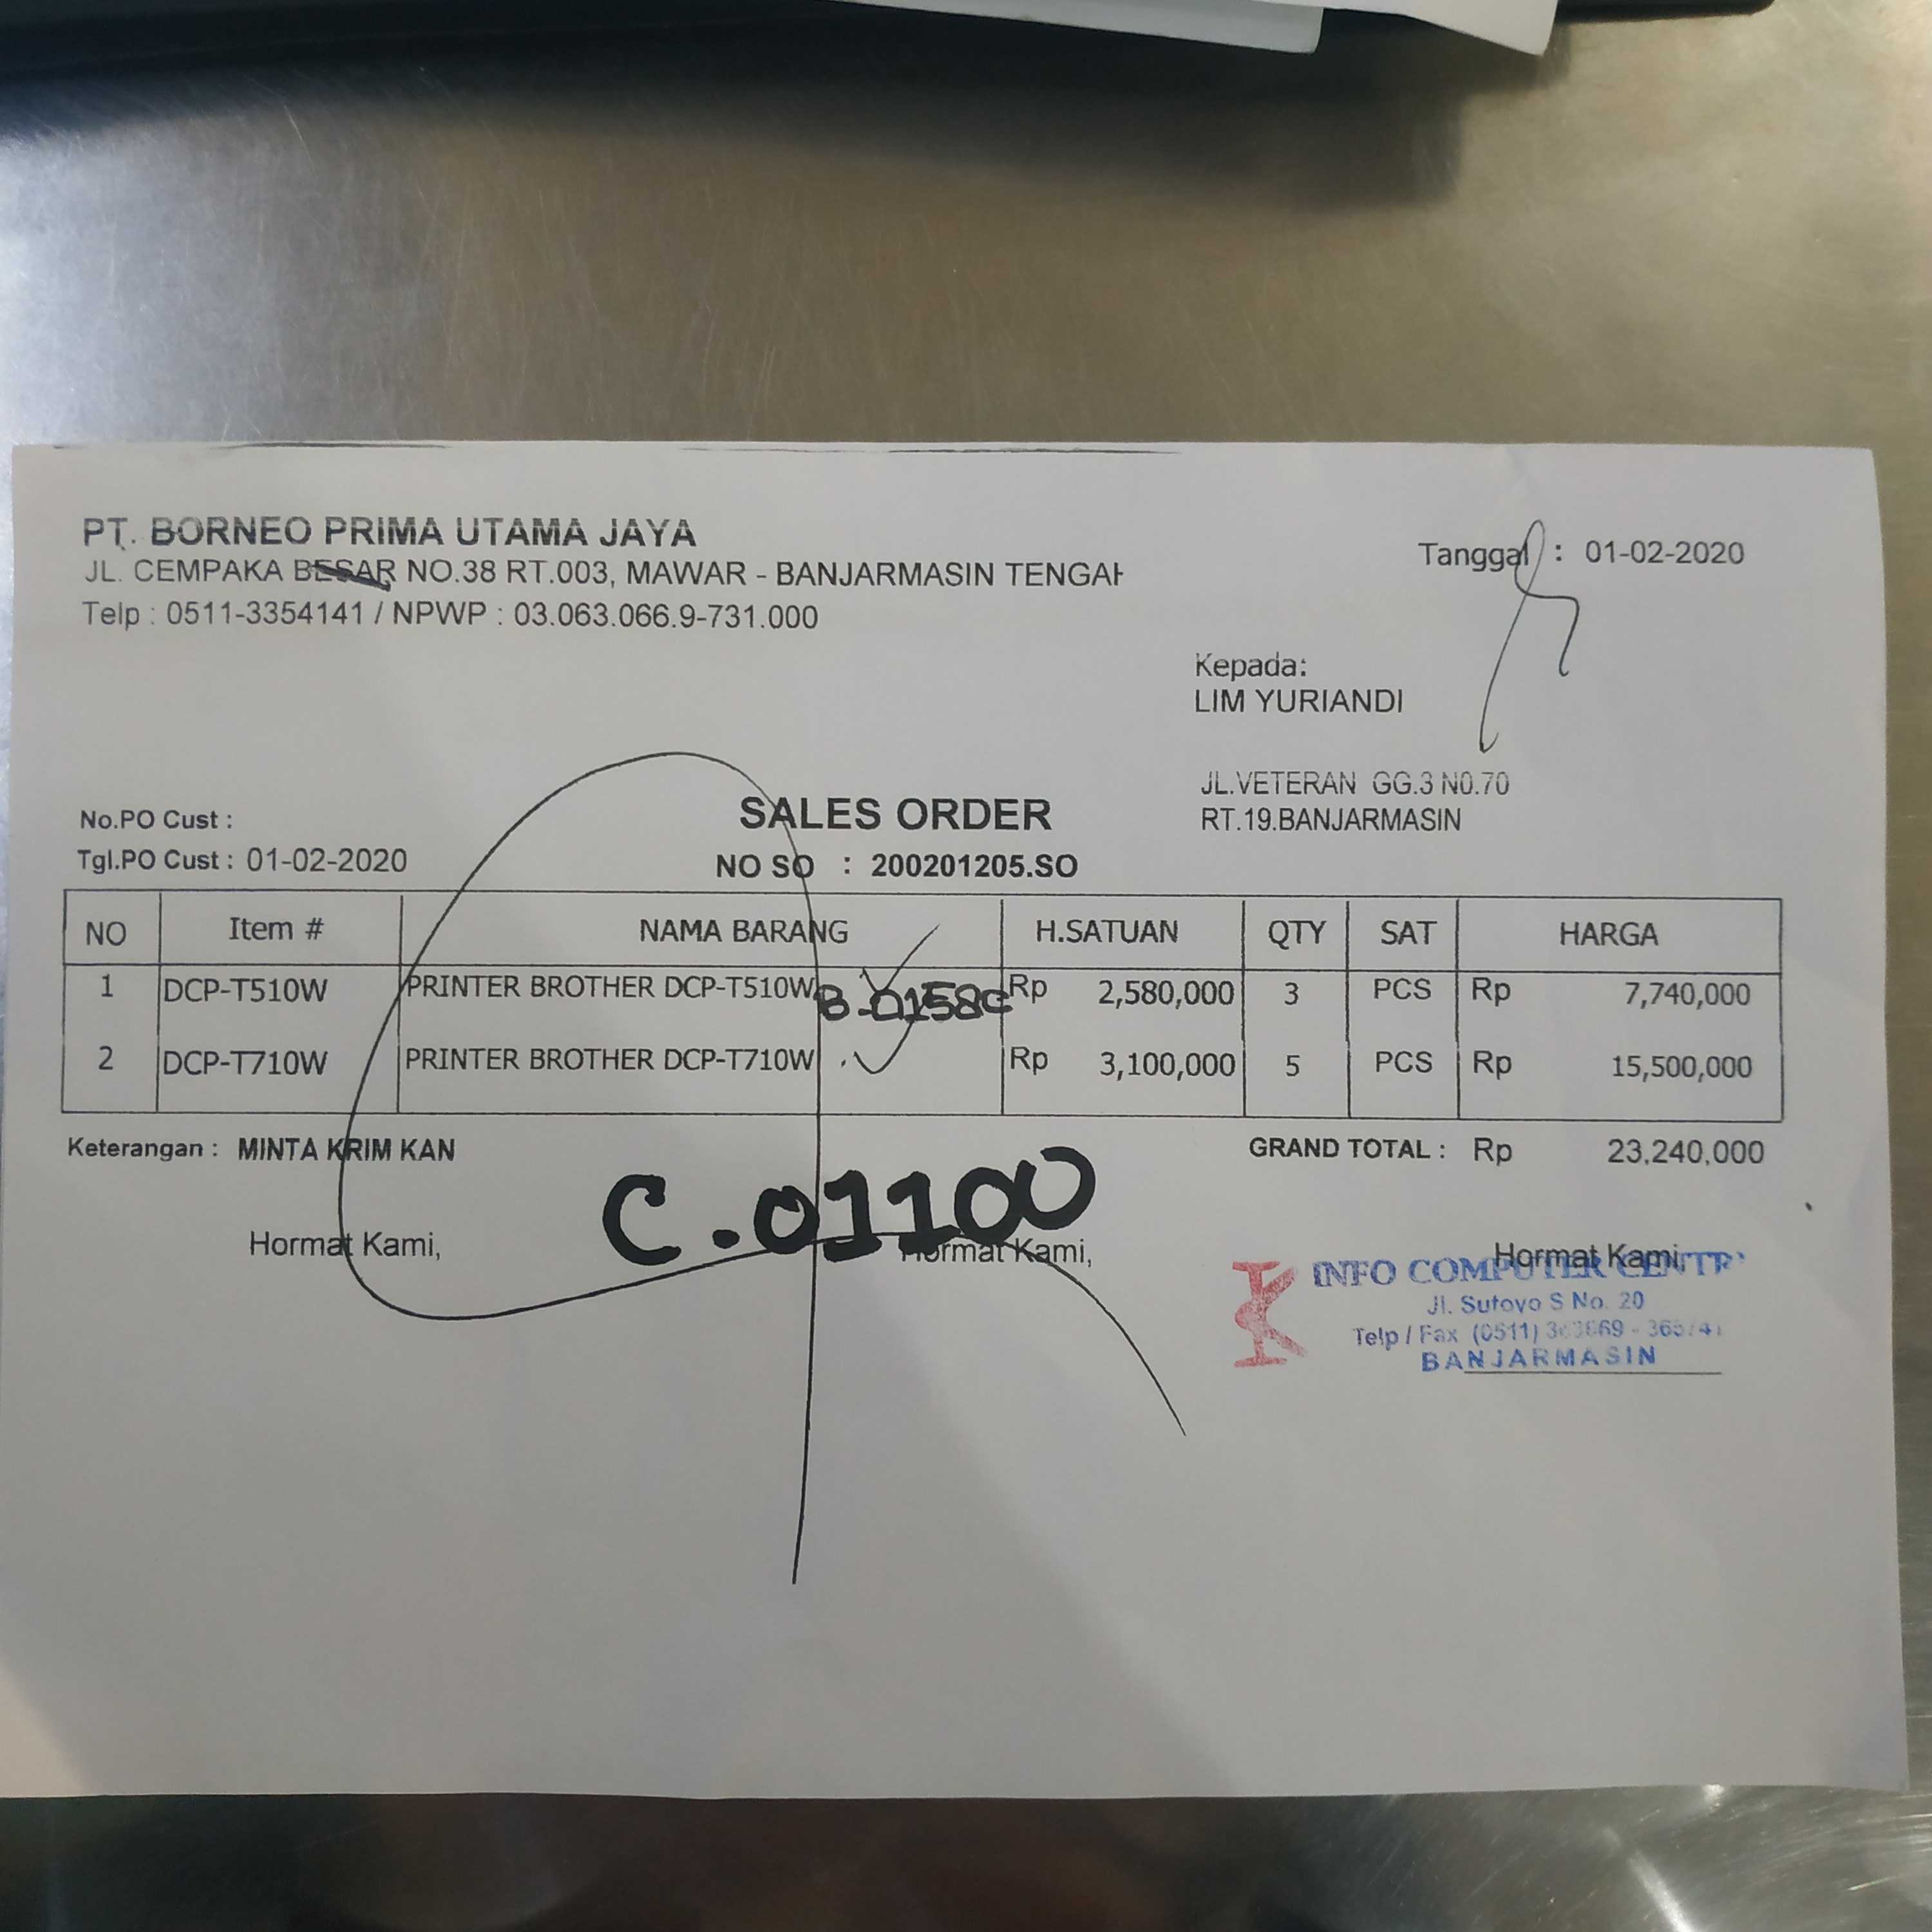 PT. BORNEO PRIMA UTAMA JAYA
JL. CEMPAKA BESAR NO.38 RT.003, MAWAR - BANJARMASIN TENGAH
Telp : 0511-3354141 / NPWP : 03.063.066.9-731.000
Tanggal : 01-02-2020
Kepada:
LIM YURIANDI
JL.VETERAN GG.3 N0.70
RT.19.BANJARMASIN
No.PO Cust :
Tgl.PO Cust : 01-02-2020
SALES ORDER
NO SO : 200201205.SO
NO Item # NAMA BARANG H.SATUAN QTY SAT HARGA
1 DCP-T510W PRINTER BROTHER DCP-T510W Rp 2,580,000 3 PCS Rp 7,740,000
2 DCP-T710W PRINTER BROTHER DCP-T710W Rp 3,100,000 5 PCS Rp 15,500,000
Keterangan : MINTA KRIM KAN
GRAND TOTAL : Rp 23,240,000
C.01100
Hormat Kami, Hormat Kami, Hormat Kami,
INFO COMPUTER
Jl. Sutoyo S No. 20
Telp / Fax (0511)
BANJARMASIN